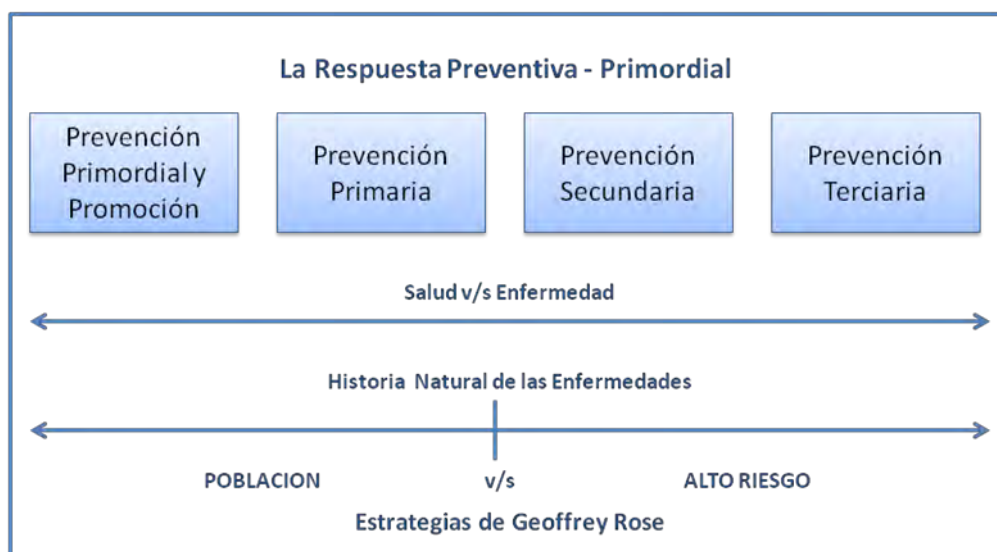 La Respuesta Preventiva - Primordial
Prevención
Primordial y
Promoción
Prevención
Primaria
Prevención
Secundaria
Prevención
Terciaria
Salud v/s Enfermedad
Historia Natural de las Enfermedades
POBLACION v/s ALTO RIESGO
Estrategias de Geoffrey Rose